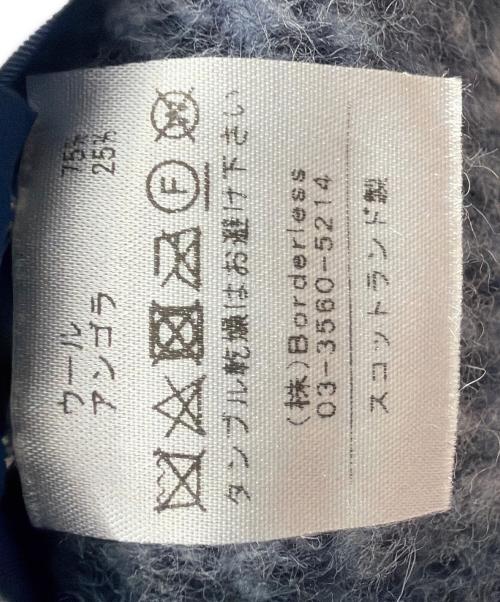 ウール 75%
アンゴラ 25%
F W
タンブル乾燥はお避け下さい
(株)Borderless
03-3560-5214
スコットランド製